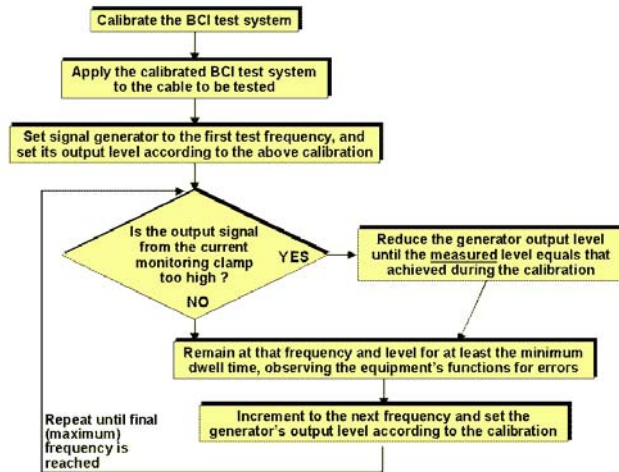 Calibrate the BCI test system
Apply the calibrated BCI test system
to the cable to be tested
Set signal generator to the first test frequency, and
set its output level according to the above calibration
Is the output signal
from the current
monitoring clamp
too high ?
YES
NO
Reduce the generator output level
until the measured level equals that
achieved during the calibration
Remain at that frequency and level for at least the minimum
dwell time, observing the equipment's functions for errors
Increment to the next frequency and set the
generator's output level according to the calibration
Repeat until final
(maximum)
frequency is
reached